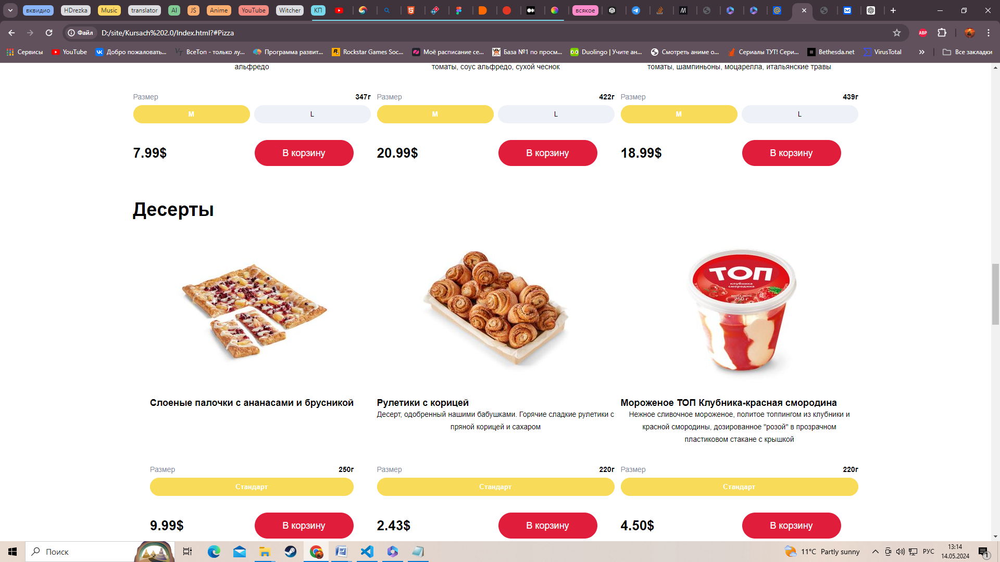 вквидио HDrezka Music translator AI JS Anime YouTube Witcher КП всякое
Файл D:/site/Kursach%202.0/Index.html?#Pizza ABP
Сервисы YouTube Добро пожаловать... ВсеТоп - только лу... Программа развит... Rockstar Games Soc... Моё расписание се... База №1 по просм... Duolingo | Учите ан... Смотреть аниме о... Сериалы ТУТ! Сери... Bethesda.net VirusTotal » Все закладки
альфредо томаты, соус альфредо, сухой чеснок томаты, шампиньоны, моцарелла, итальянские травы
Размер 347г Размер 422г Размер 439г
M L M L M L
7.99$ В корзину 20.99$ В корзину 18.99$ В корзину
Десерты
ТОП
клубника
смородина
МАССА НЕТТО
250 г
Слоеные палочки с ананасами и брусникой
Рулетики с корицей
Десерт, одобренный нашими бабушками. Горячие сладкие рулетики с
пряной корицей и сахаром
Мороженое ТОП Клубника-красная смородина
Нежное сливочное мороженое, политое топпингом из клубники и
красной смородины, дозированное "розой" в прозрачном
пластиковом стакане с крышкой
Размер 250г Размер 220г Размер 220г
Стандарт Стандарт Стандарт
9.99$ В корзину 2.43$ В корзину 4.50$ В корзину
Поиск 11°C Partly sunny РУС 13:14
14.05.2024 1